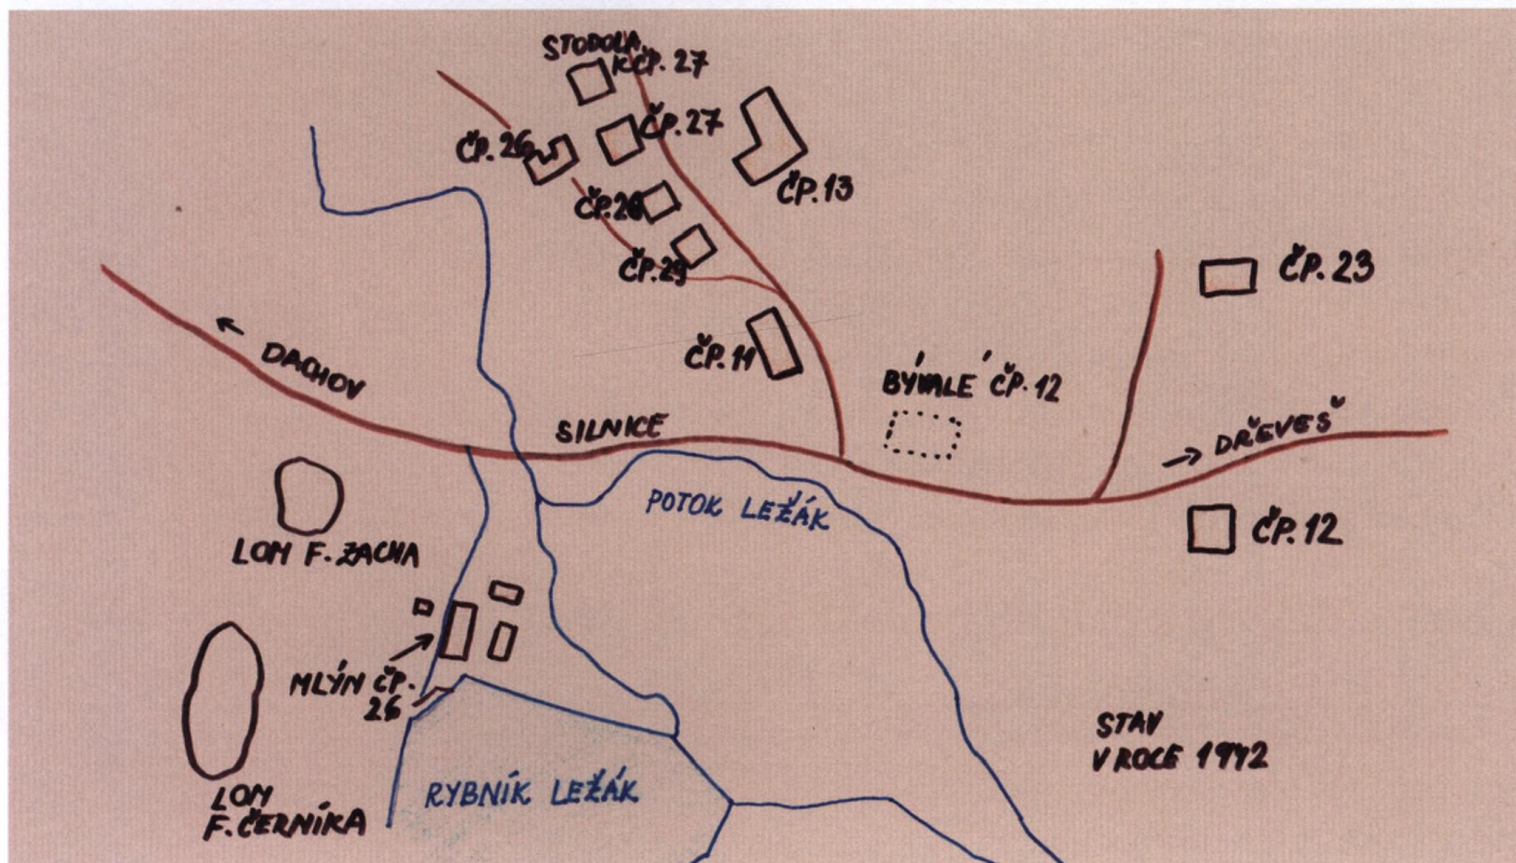 STODOLA
K ČP. 27
ČP. 27
ČP. 26
ČP. 13
ČP. 28
ČP. 29
ČP. 23
DACHOV
ČP. 11
BÝVALÉ ČP. 12
SILNICE
DŘEVEŠ
POTOK LEŽÁK
ČP. 12
LOM F. ZACHA
MLÝN ČP.
26
STAV
V ROCE 1942
RYBNÍK LEŽÁK
LOM
F. ČERNÍKA